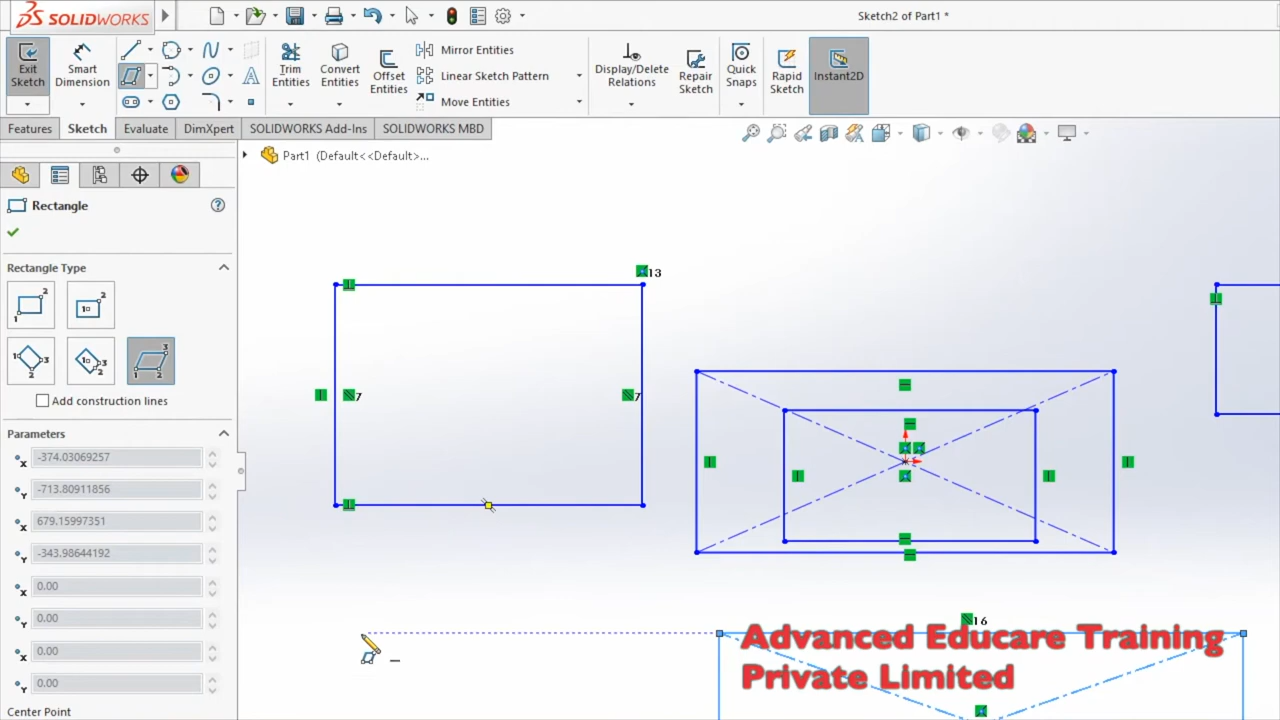 SOLIDWORKS
Sketch2 of Part1 *
Exit Sketch
Smart Dimension
Trim Entities
Convert Entities
Offset Entities
Mirror Entities
Linear Sketch Pattern
Move Entities
Display/Delete Relations
Repair Sketch
Quick Snaps
Rapid Sketch
Instant2D
Features
Sketch
Evaluate
DimXpert
SOLIDWORKS Add-Ins
SOLIDWORKS MBD
Part1 (Default<<Default>...
Rectangle
Rectangle Type
Add construction lines
Parameters
-374.03069257
-713.80911856
679.15997351
-343.98644192
0.00
0.00
0.00
0.00
Center Point
13
7
7
16
Advanced Educare Training
Private Limited